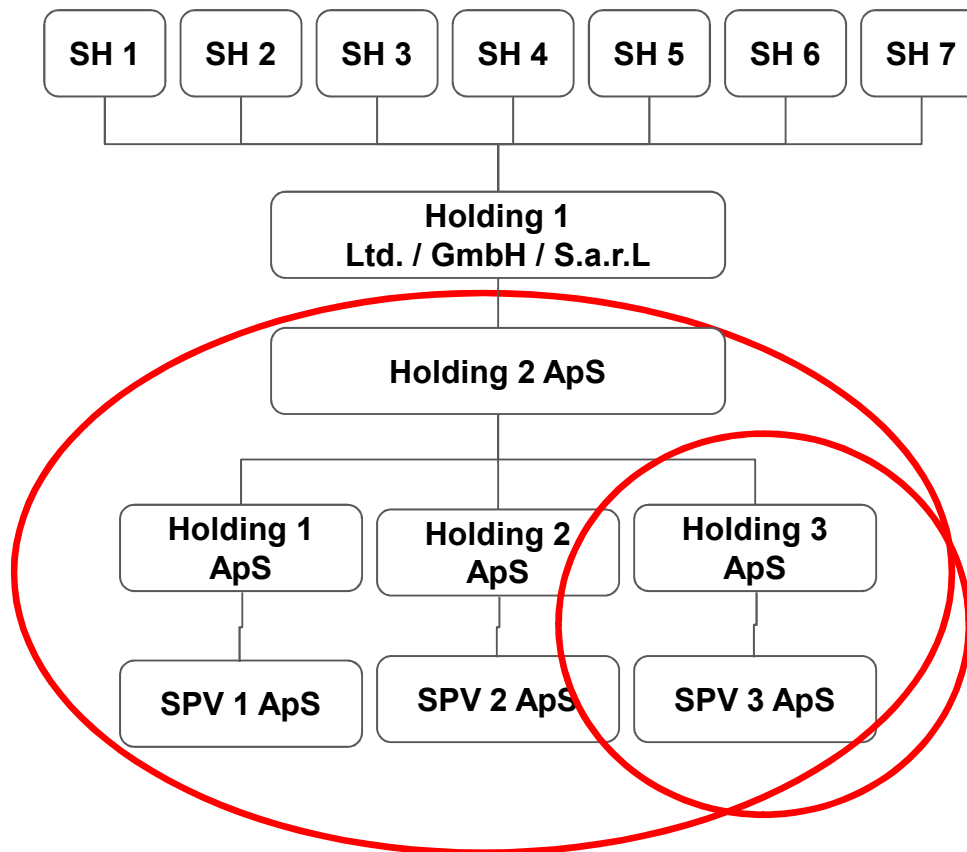 SH 1
SH 2
SH 3
SH 4
SH 5
SH 6
SH 7
Holding 1
Ltd. / GmbH / S.a.r.L
Holding 2 ApS
Holding 1
ApS
Holding 2
ApS
Holding 3
ApS
SPV 1 ApS
SPV 2 ApS
SPV 3 ApS